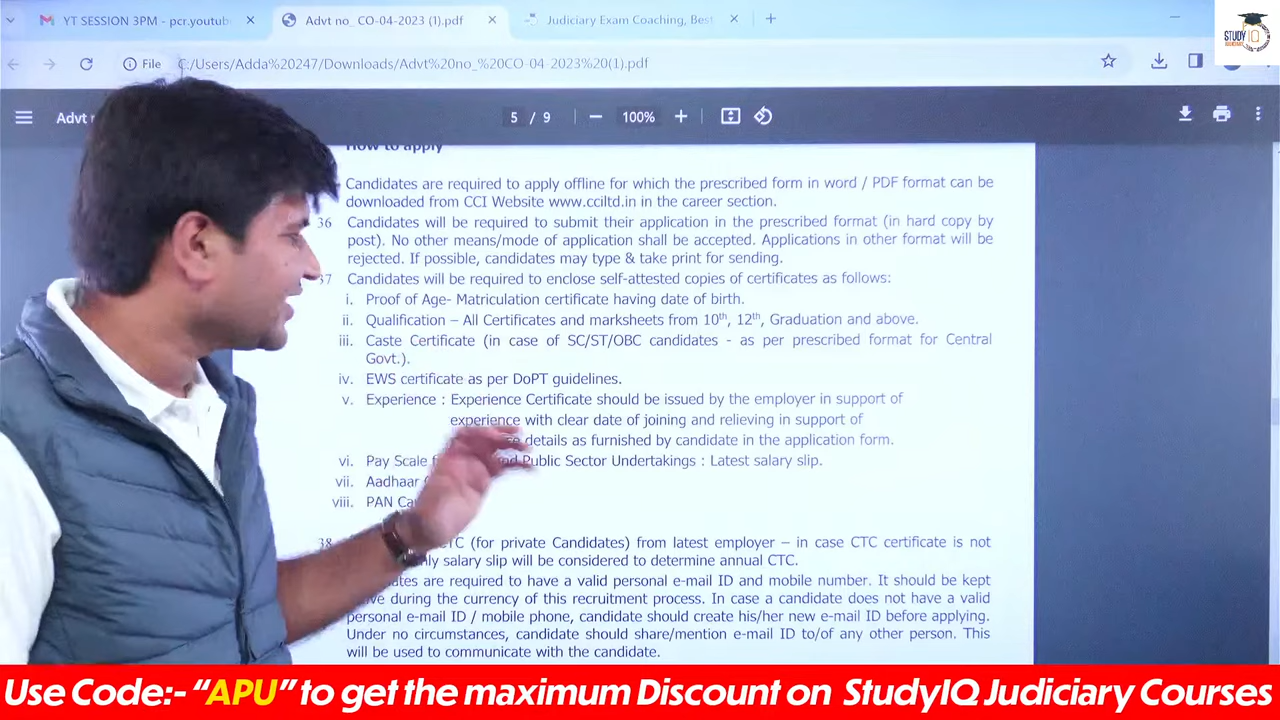 YT SESSION 3PM - pcr.youtub
Advt no_ CO-04-2023 (1).pdf
Judiciary Exam Coaching, Best
STUDY IQ
File
C:/Users/Adda%20247/Downloads/Advt%20no_%20CO-04-2023%20(1).pdf
Advt
5 / 9
100%
How to apply
Candidates are required to apply offline for which the prescribed form in word / PDF format can be
downloaded from CCI Website www.cciltd.in in the career section.
36 Candidates will be required to submit their application in the prescribed format (in hard copy by
post). No other means/mode of application shall be accepted. Applications in other format will be
rejected. If possible, candidates may type & take print for sending.
37 Candidates will be required to enclose self-attested copies of certificates as follows:
i. Proof of Age- Matriculation certificate having date of birth.
ii. Qualification – All Certificates and marksheets from 10th, 12th, Graduation and above.
iii. Caste Certificate (in case of SC/ST/OBC candidates - as per prescribed format for Central
Govt.).
iv. EWS certificate as per DoPT guidelines.
v. Experience : Experience Certificate should be issued by the employer in support of
experience with clear date of joining and relieving in support of
details as furnished by candidate in the application form.
vi. Pay Scale Public Sector Undertakings : Latest salary slip.
vii. Aadhaar
viii. PAN
38 CTC (for private Candidates) from latest employer – in case CTC certificate is not
salary slip will be considered to determine annual CTC.
are required to have a valid personal e-mail ID and mobile number. It should be kept
during the currency of this recruitment process. In case a candidate does not have a valid
personal e-mail ID / mobile phone, candidate should create his/her new e-mail ID before applying.
Under no circumstances, candidate should share/mention e-mail ID to/of any other person. This
will be used to communicate with the candidate.
Use Code:- “APU” to get the maximum Discount on StudyIQ Judiciary Courses